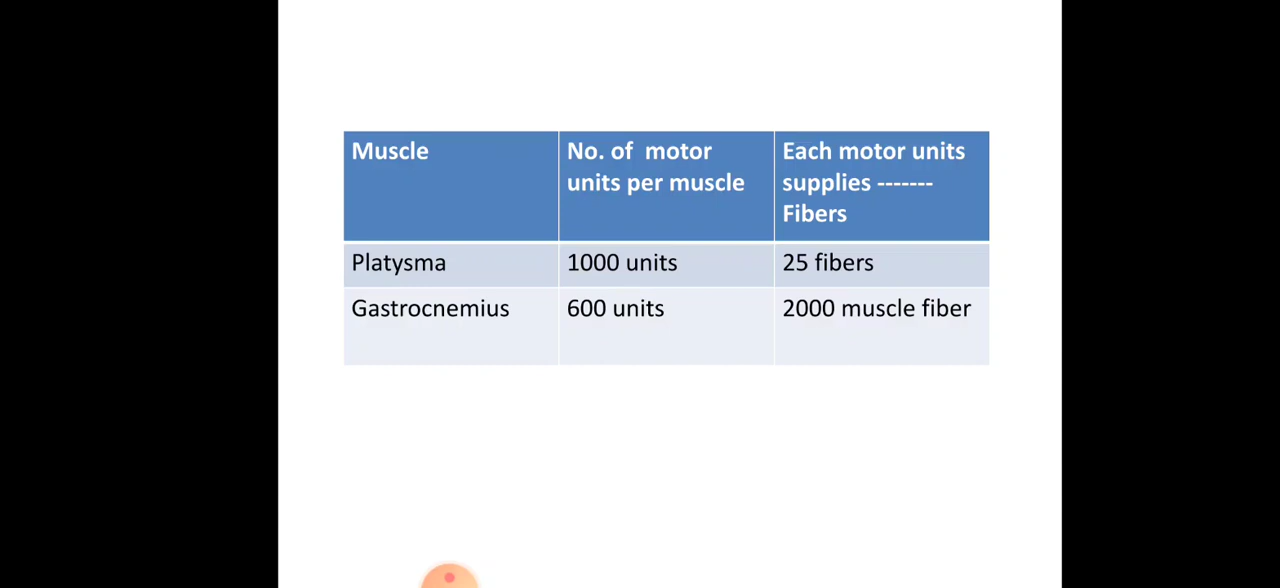 Muscle
No. of motor
units per muscle
Each motor units
supplies -------
Fibers
Platysma
1000 units
25 fibers
Gastrocnemius
600 units
2000 muscle fiber